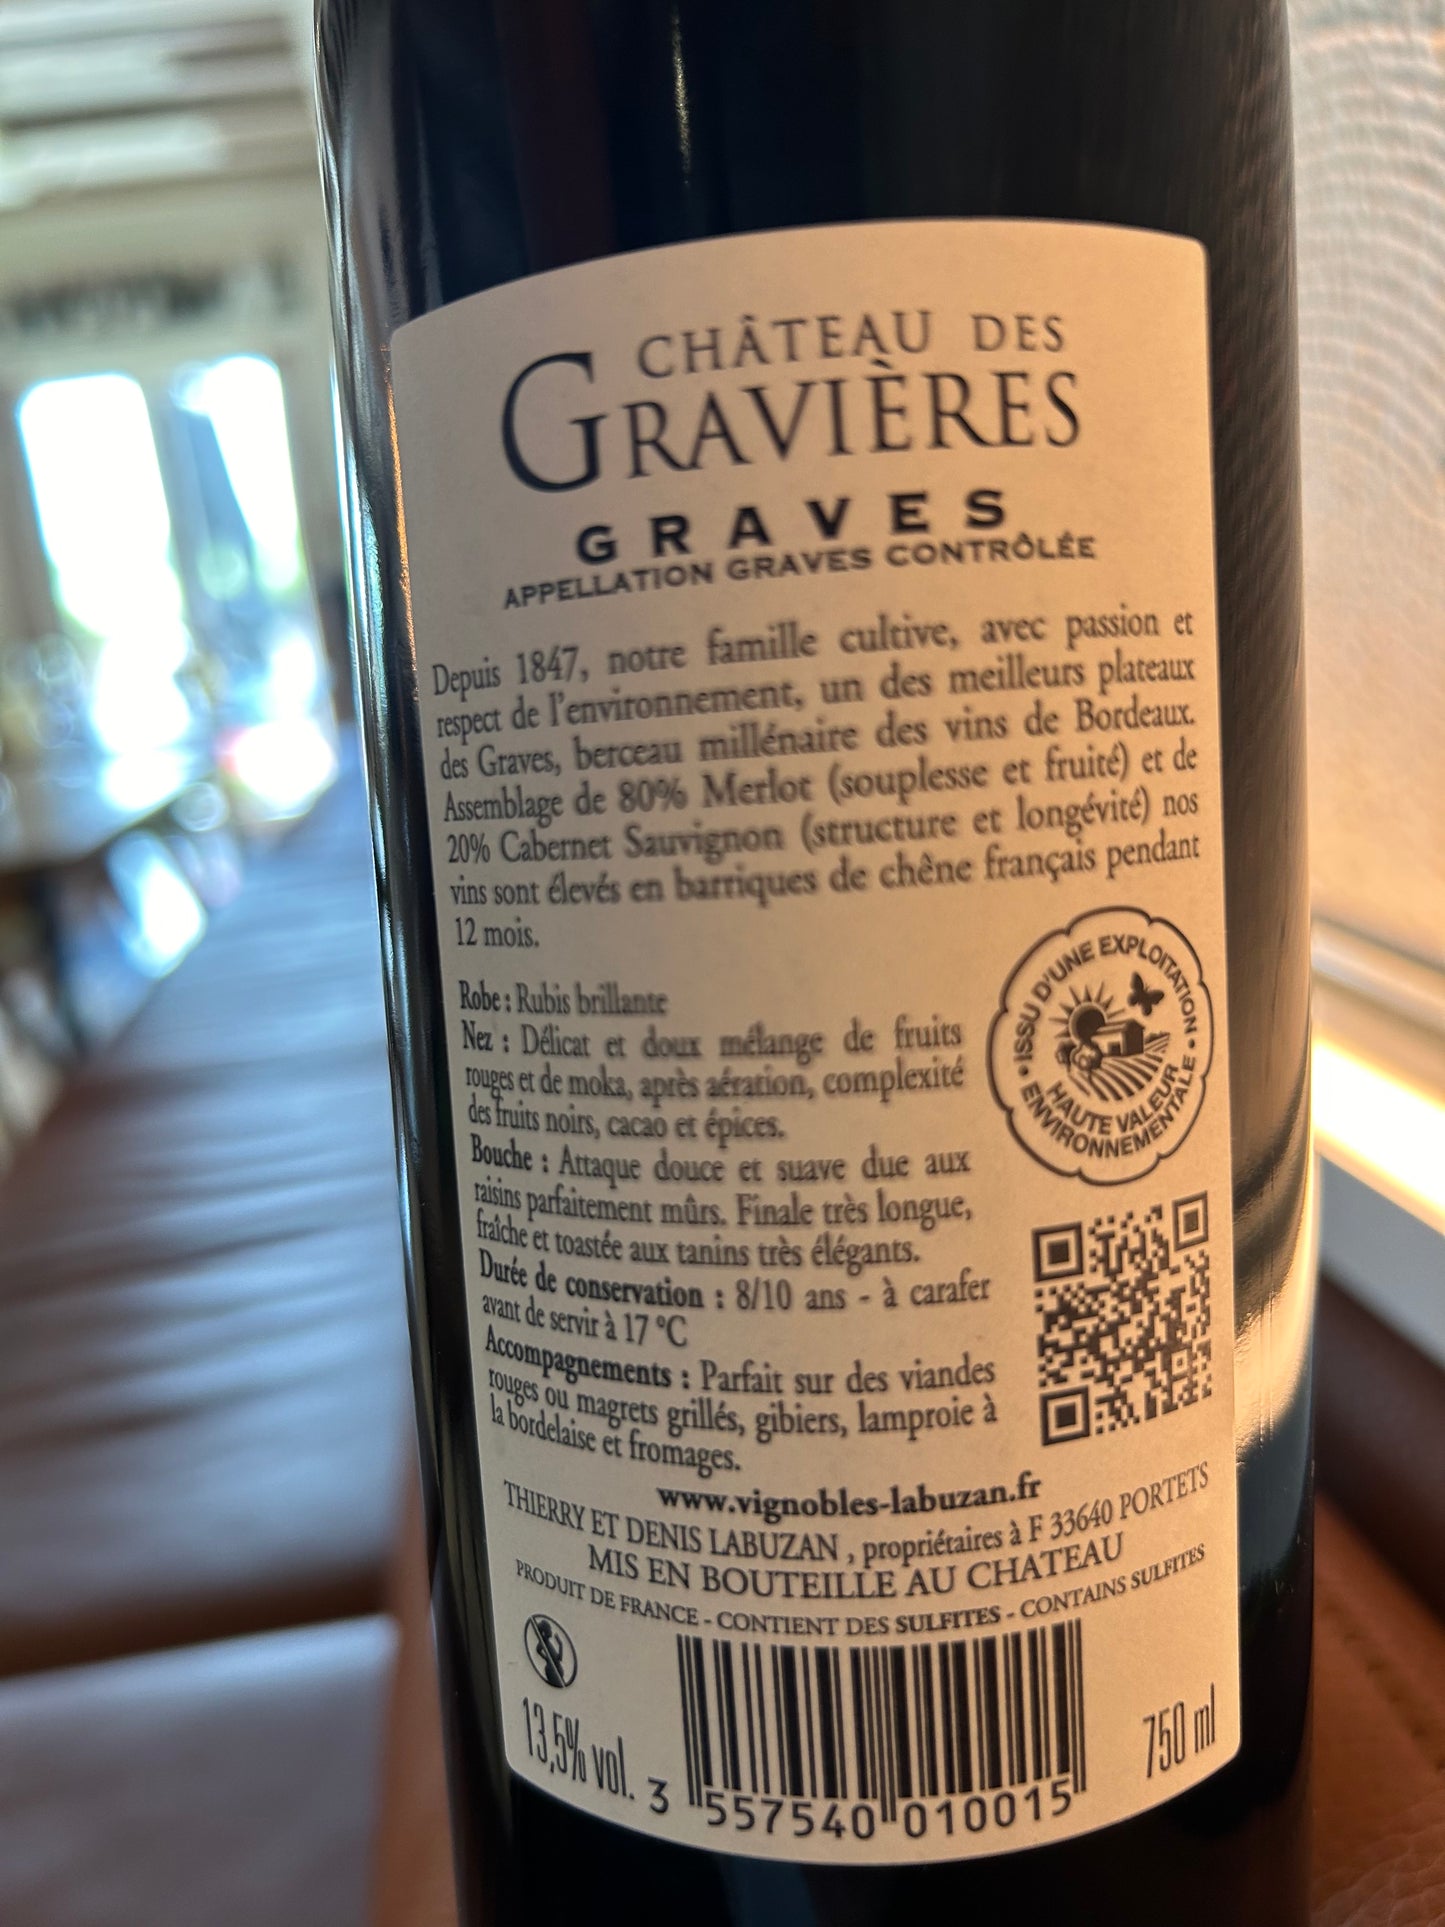 CHÂTEAU DES
GRAVIÈRES
GRAVES
APPELLATION GRAVES CONTRÔLÉE
Depuis 1847, notre famille cultive, avec passion et
respect de l'environnement, un des meilleurs plateaux
des Graves, berceau millénaire des vins de Bordeaux.
Assemblage de 80% Merlot (souplesse et fruité) et de
20% Cabernet Sauvignon (structure et longévité) nos
vins sont élevés en barriques de chêne français pendant
12 mois.
Robe : Rubis brillante
Nez : Délicat et doux mélange de fruits
rouges et de moka, après aération, complexité
des fruits noirs, cacao et épices.
Bouche : Attaque douce et suave due aux
raisins parfaitement mûrs. Finale très longue,
fraîche et toastée aux tanins très élégants.
Durée de conservation : 8/10 ans - à carafer
avant de servir à 17 °C
Accompagnements : Parfait sur des viandes
rouges ou magrets grillés, gibiers, lamproie à
la bordelaise et fromages.
• ISSU D'UNE EXPLOITATION •
HAUTE VALEUR
ENVIRONNEMENTALE
www.vignobles-labuzan.fr
THIERRY ET DENIS LABUZAN , propriétaires à F 33640 PORTETS
MIS EN BOUTEILLE AU CHATEAU
PRODUIT DE FRANCE - CONTIENT DES SULFITES - CONTAINS SULFITES
13,5% vol.
3 557540 010015
750 ml